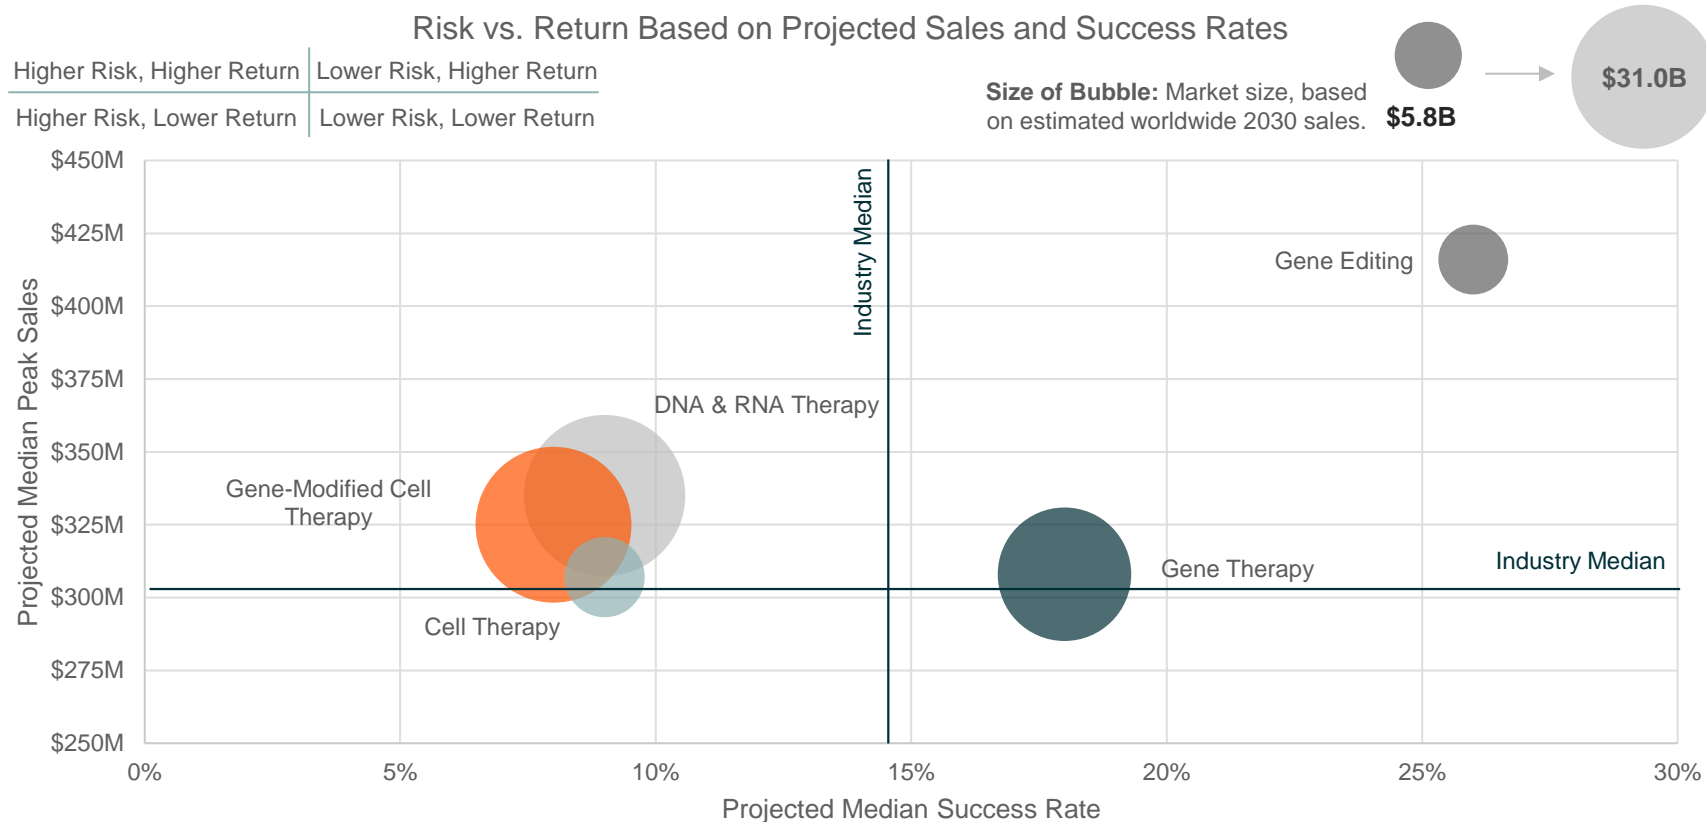 Risk vs. Return Based on Projected Sales and Success Rates
Higher Risk, Higher Return
Lower Risk, Higher Return
Higher Risk, Lower Return
Lower Risk, Lower Return
Size of Bubble: Market size, based
on estimated worldwide 2030 sales.
$5.8B
$31.0B
Projected Median Peak Sales
$450M
$425M
$400M
$375M
$350M
$325M
$300M
$275M
$250M
Industry Median
Gene Editing
DNA & RNA Therapy
Gene-Modified Cell
Therapy
Cell Therapy
Gene Therapy
Industry Median
0%
5%
10%
15%
20%
25%
30%
Projected Median Success Rate